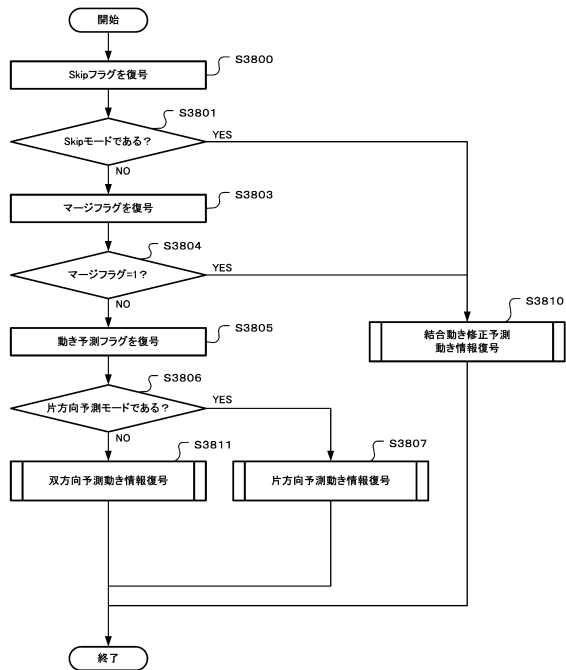 開始
Skipフラグを復号
S3800
Skipモードである？
S3801
YES
NO
マージフラグを復号
S3803
マージフラグ=1？
S3804
YES
NO
結合動き修正予測
動き情報復号
S3810
動き予測フラグを復号
S3805
片方向予測モードである？
S3806
YES
NO
双方向予測動き情報復号
S3811
片方向予測動き情報復号
S3807
終了